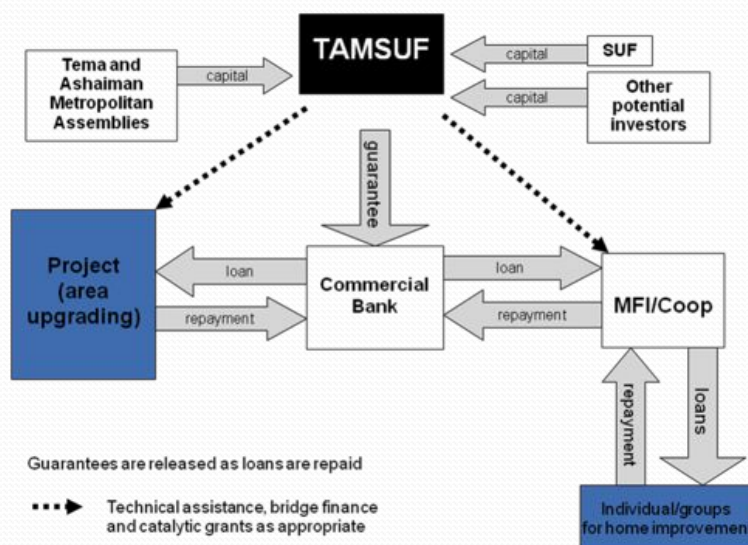 TAMSUF
Tema and
Ashaiman
Metropolitan
Assemblies
capital
capital
SUF
capital
Other
potential
investors
guarantee
Project
(area
upgrading)
loan
repayment
Commercial
Bank
loan
repayment
MFI/Coop
repayment
loans
Guarantees are released as loans are repaid
Technical assistance, bridge finance
and catalytic grants as appropriate
Individual/groups
for home improvemen